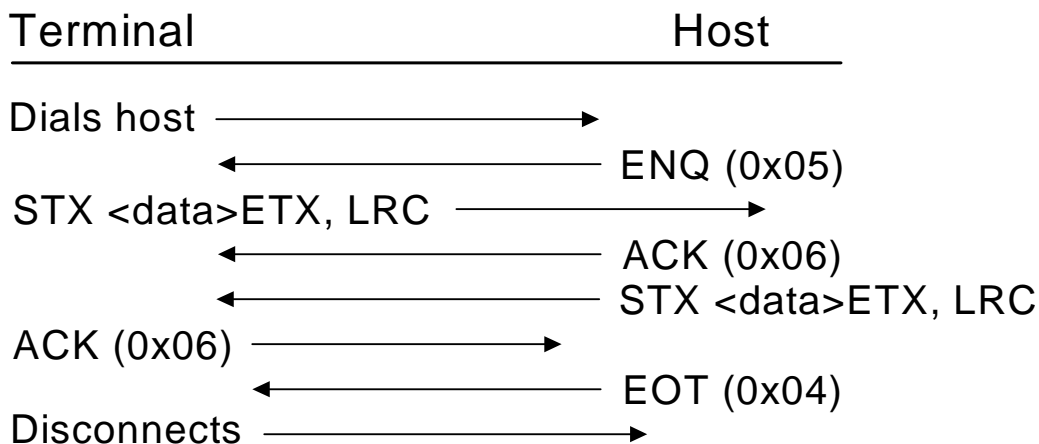 Terminal Host
Dials host
ENQ (0x05)
STX <data>ETX, LRC
ACK (0x06)
STX <data>ETX, LRC
ACK (0x06)
EOT (0x04)
Disconnects